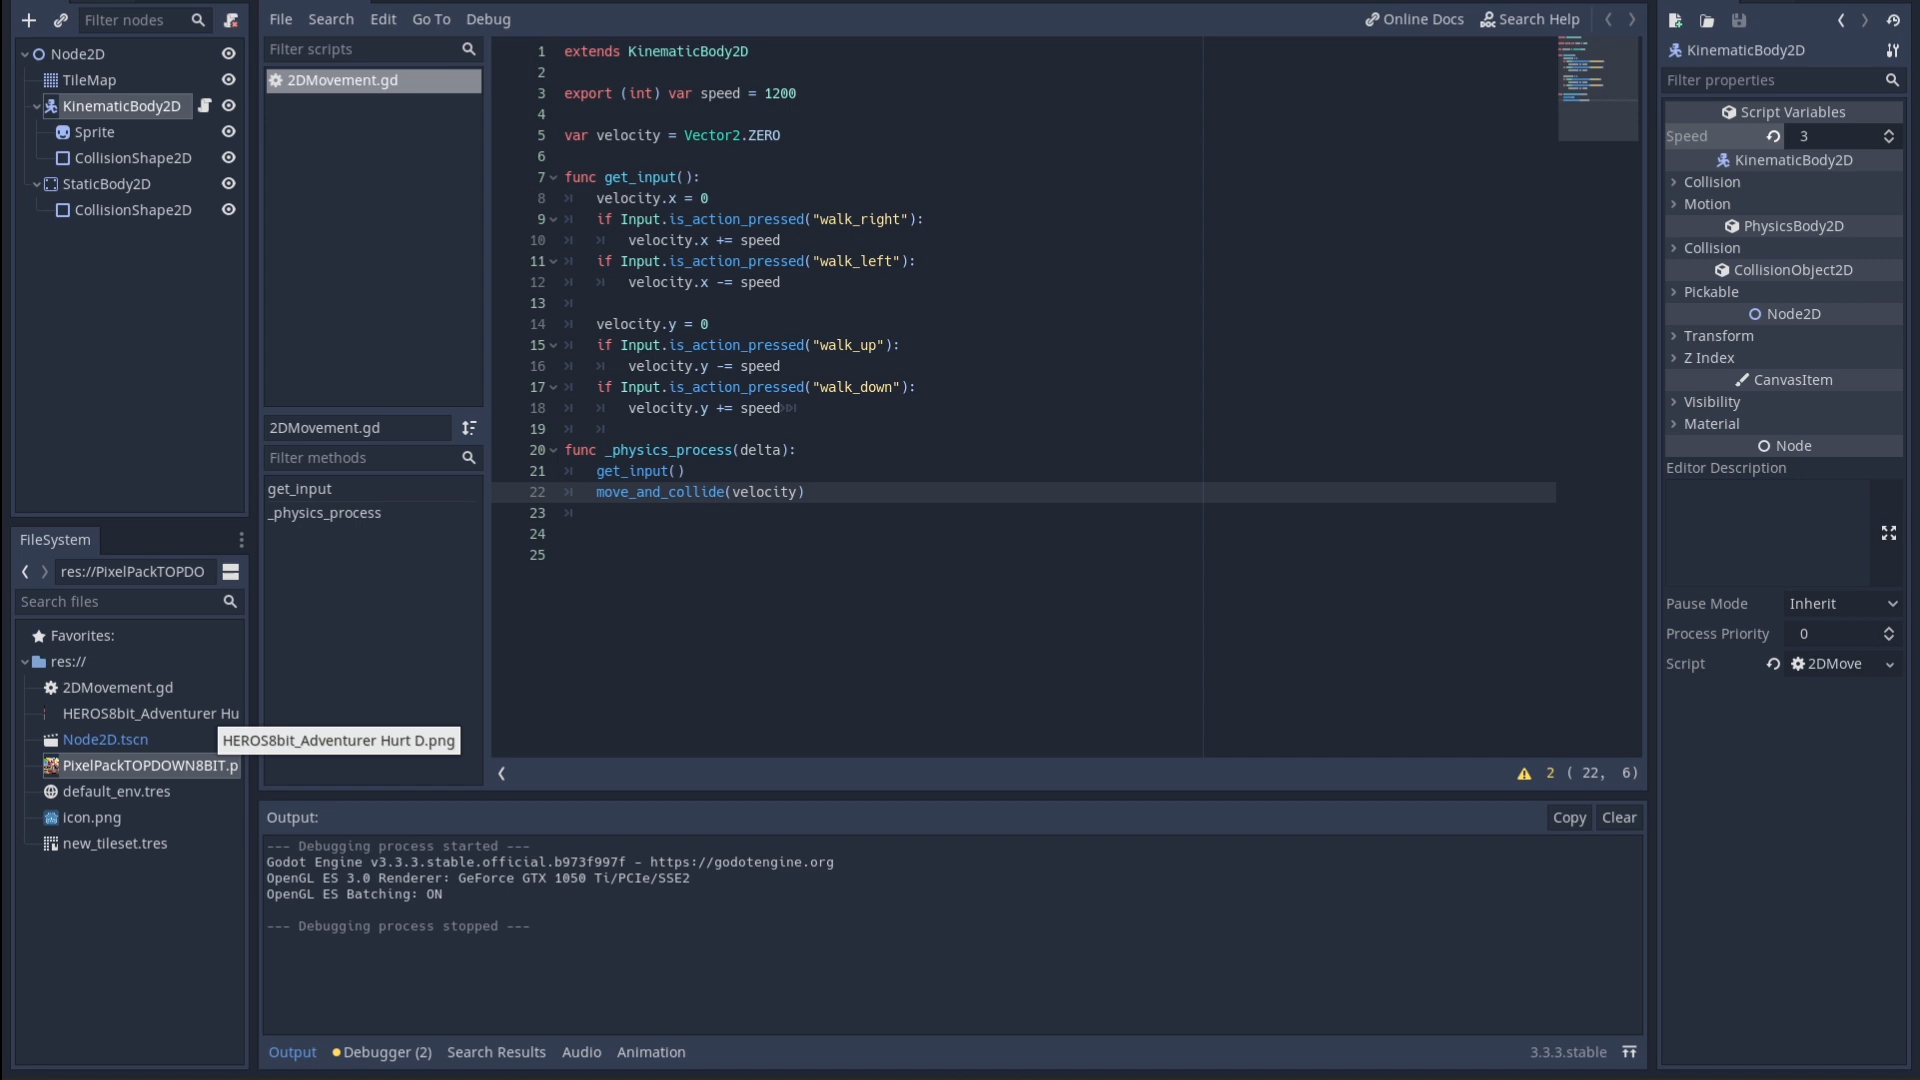 Filter nodes
Node2D
TileMap
KinematicBody2D
Sprite
CollisionShape2D
StaticBody2D
CollisionShape2D
FileSystem
res://PixelPackTOPDO
Search files
Favorites:
res://
2DMovement.gd
HEROS8bit_Adventurer Hu
Node2D.tscn
HEROS8bit_Adventurer Hurt D.png
PixelPackTOPDOWN8BIT.p
default_env.tres
icon.png
new_tileset.tres
File Search Edit Go To Debug
Online Docs Search Help
Filter scripts
2DMovement.gd
2DMovement.gd
Filter methods
get_input
_physics_process
1 extends KinematicBody2D
2
3 export (int) var speed = 1200
4
5 var velocity = Vector2.ZERO
6
7 func get_input():
8 velocity.x = 0
9 if Input.is_action_pressed("walk_right"):
10 velocity.x += speed
11 if Input.is_action_pressed("walk_left"):
12 velocity.x -= speed
13
14 velocity.y = 0
15 if Input.is_action_pressed("walk_up"):
16 velocity.y -= speed
17 if Input.is_action_pressed("walk_down"):
18 velocity.y += speed
19
20 func _physics_process(delta):
21 get_input()
22 move_and_collide(velocity)
23
24
25
2 ( 22, 6)
Output:
Copy Clear
--- Debugging process started ---
Godot Engine v3.3.3.stable.official.b973f997f - https://godotengine.org
OpenGL ES 3.0 Renderer: GeForce GTX 1050 Ti/PCIe/SSE2
OpenGL ES Batching: ON
--- Debugging process stopped ---
Output Debugger (2) Search Results Audio Animation
3.3.3.stable
KinematicBody2D
Filter properties
Script Variables
Speed 3
KinematicBody2D
Collision
Motion
PhysicsBody2D
Collision
CollisionObject2D
Pickable
Node2D
Transform
Z Index
CanvasItem
Visibility
Material
Node
Editor Description
Pause Mode Inherit
Process Priority 0
Script 2DMove